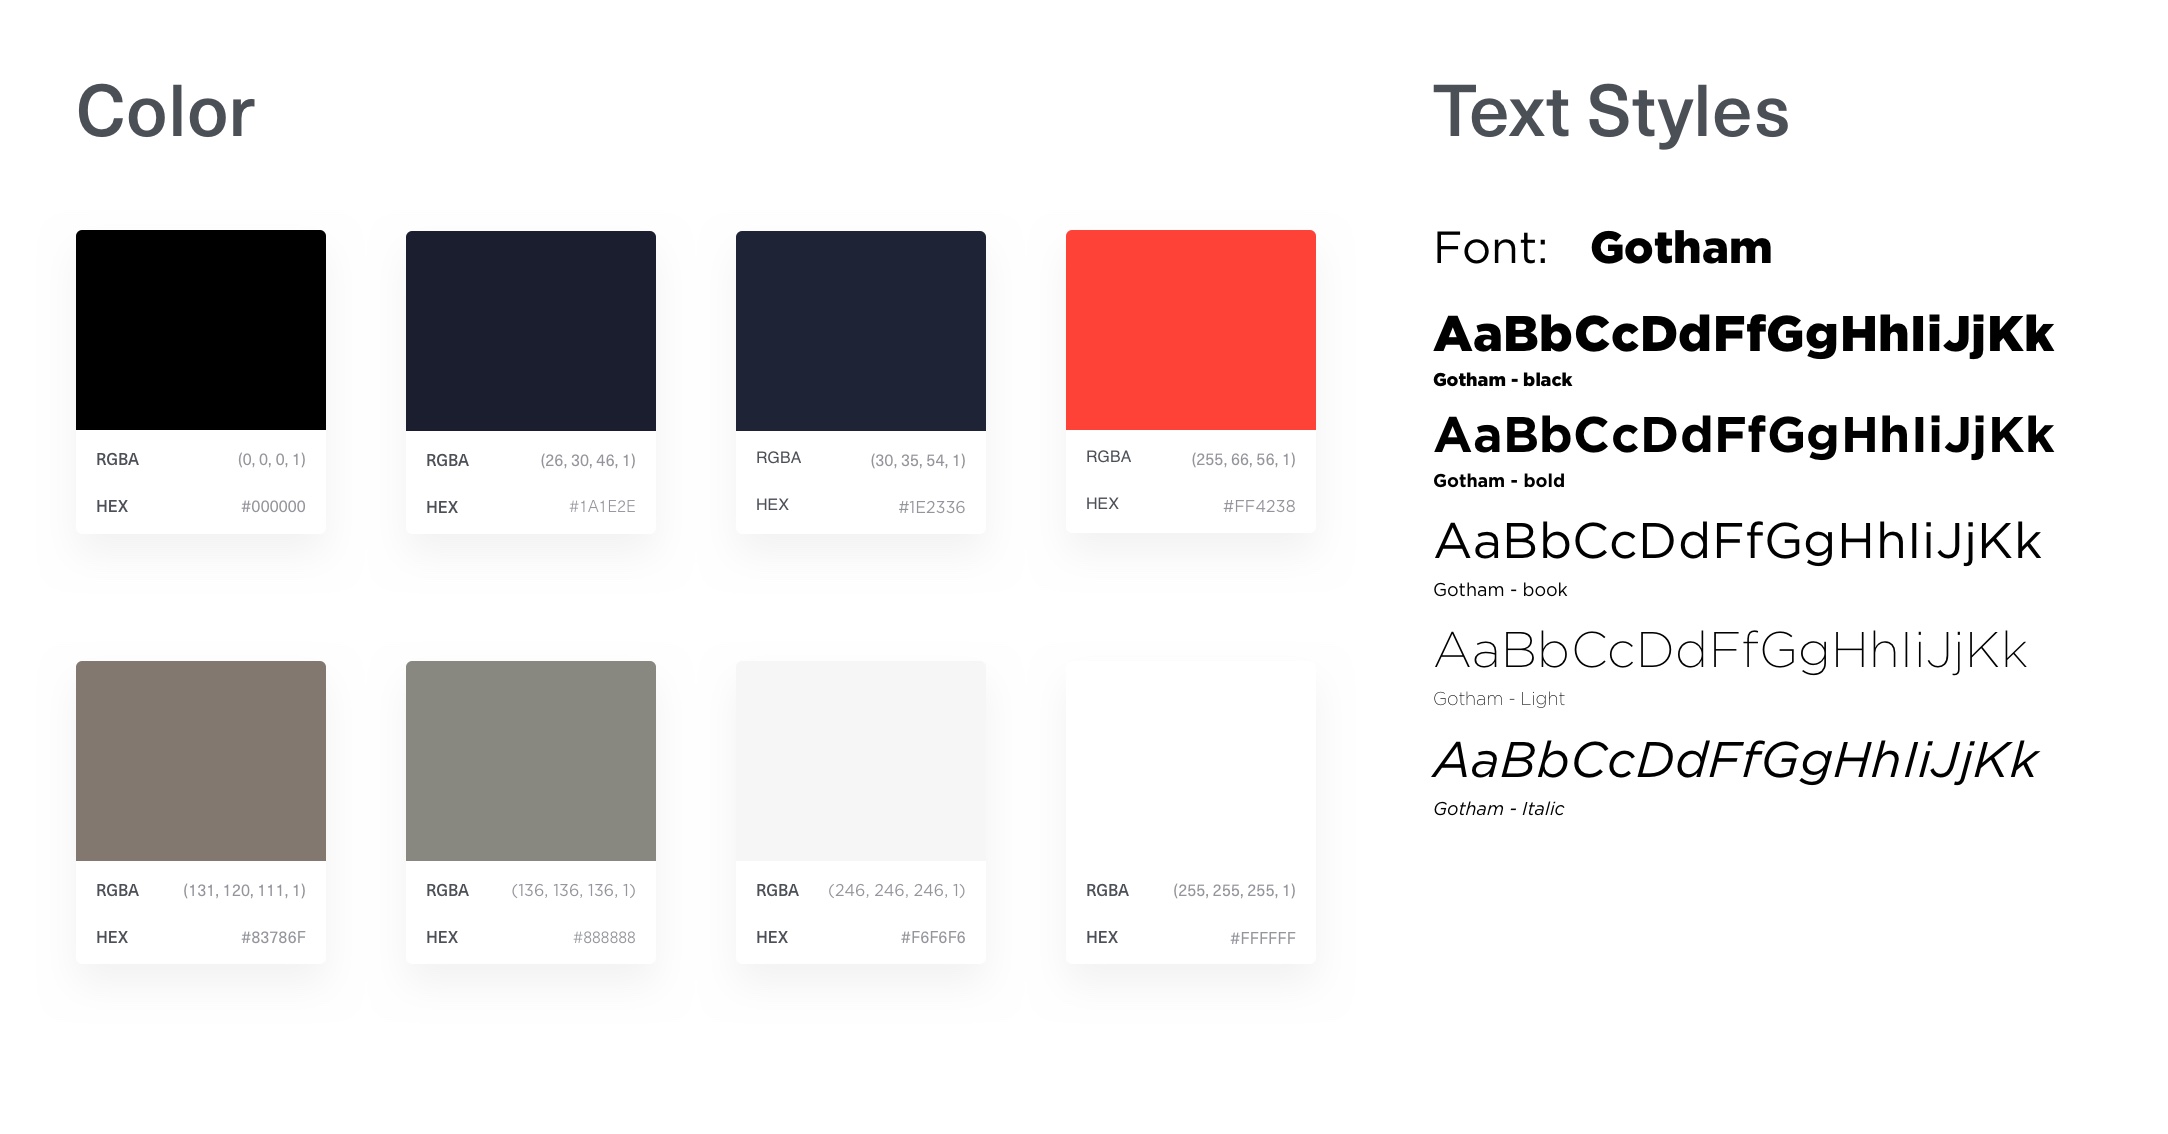 Color
RGBA (0, 0, 0, 1)
HEX #000000
RGBA (26, 30, 46, 1)
HEX #1A1E2E
RGBA (30, 35, 54, 1)
HEX #1E2336
RGBA (255, 66, 56, 1)
HEX #FF4238
RGBA (131, 120, 111, 1)
HEX #83786F
RGBA (136, 136, 136, 1)
HEX #888888
RGBA (246, 246, 246, 1)
HEX #F6F6F6
RGBA (255, 255, 255, 1)
HEX #FFFFFF
Text Styles
Font: Gotham
AaBbCcDdFfGgHhIiJjKk
Gotham - black
AaBbCcDdFfGgHhIiJjKk
Gotham - bold
AaBbCcDdFfGgHhIiJjKk
Gotham - book
AaBbCcDdFfGgHhIiJjKk
Gotham - Light
AaBbCcDdFfGgHhIiJjKk
Gotham - Italic